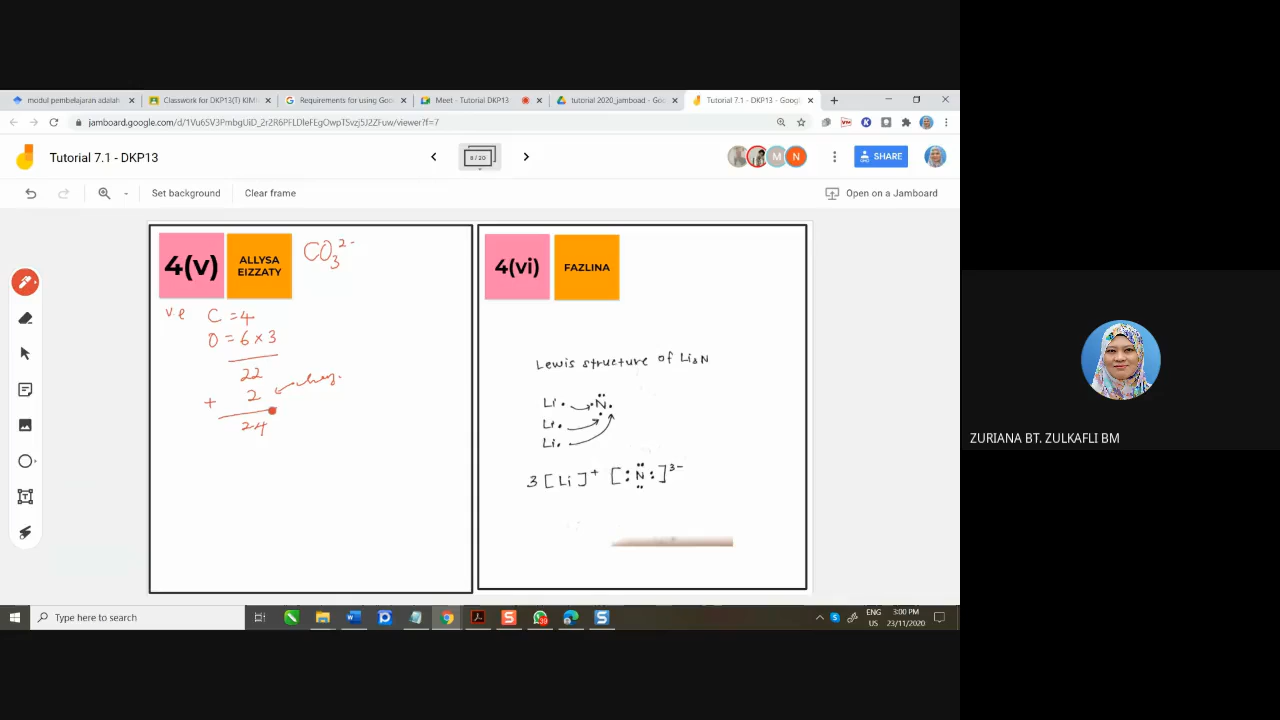 modul pembelajaran adalah
Classwork for DKP13(T) KIMI
Requirements for using Goo
Meet - Tutorial DKP13
tutorial 2020_jamboad - Goo
Tutorial 7.1 - DKP13 - Googl
jamboard.google.com/d/1Vu6SV3PmbgUiD_2r2R6PFLDleFEgOwpTSvzj5J2ZFuw/viewer?f=7
Tutorial 7.1 - DKP13
8 / 20
M
N
SHARE
Set background
Clear frame
Open on a Jamboard
4(v)
ALLYSA
EIZZATY
CO₃²⁻
ve C = 4
O = 6 × 3
22
+ 2
24
4(vi)
FAZLINA
Lewis structure of Li₃N
Li· ·N·
Li·
Li·
3 [Li]⁺ [:N:]³⁻
ZURIANA BT. ZULKAFLI BM
Type here to search
ENG
US
3:00 PM
23/11/2020